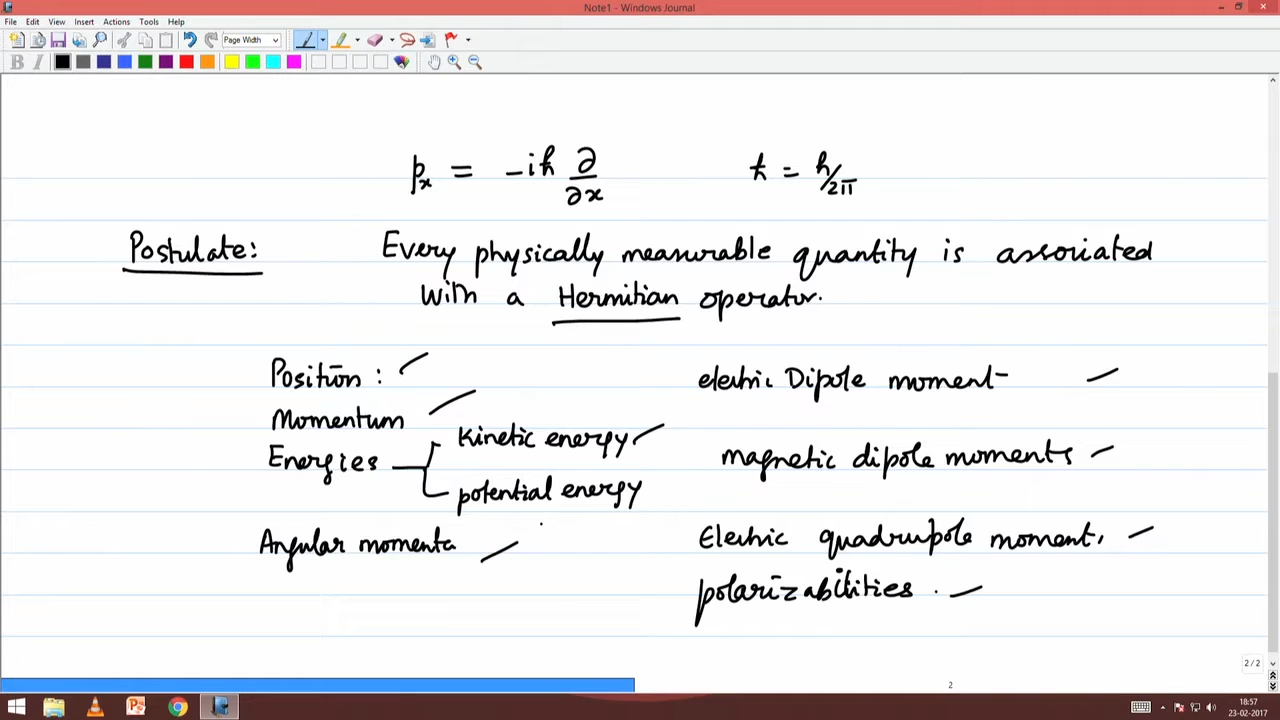 Note1 - Windows Journal
File Edit View Insert Actions Tools Help
Page Width
B I
pₓ = -iħ ∂/∂x ħ = h/2π
Postulate: Every physically measurable quantity is associated
with a Hermitian operator.
Position :
Momentum
Energies
Kinetic energy
potential energy
Angular momenta
electric Dipole moment
magnetic dipole moments
Electric quadrupole moment,
polarizabilities .
2/2
2
18:57
23-02-2017